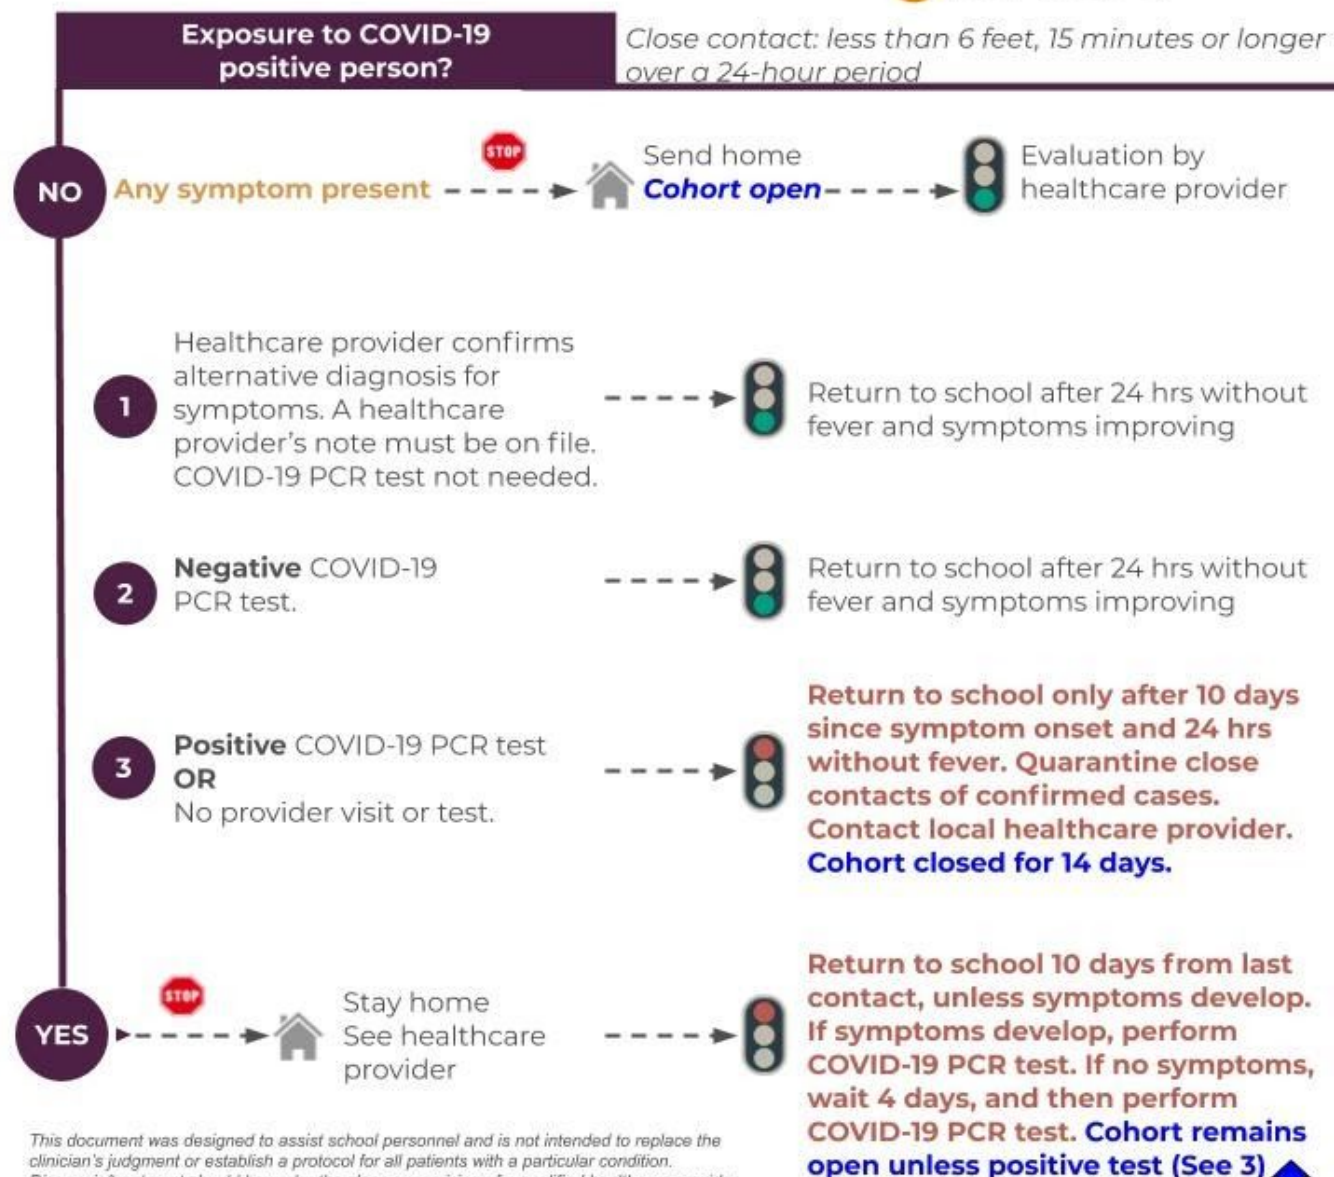 Exposure to COVID-19
positive person?
Close contact: less than 6 feet, 15 minutes or longer
over a 24-hour period
NO
Any symptom present
STOP
Send home
Cohort open
Evaluation by
healthcare provider
1
Healthcare provider confirms
alternative diagnosis for
symptoms. A healthcare
provider's note must be on file.
COVID-19 PCR test not needed.
Return to school after 24 hrs without
fever and symptoms improving
2
Negative COVID-19
PCR test.
Return to school after 24 hrs without
fever and symptoms improving
3
Positive COVID-19 PCR test
OR
No provider visit or test.
Return to school only after 10 days
since symptom onset and 24 hrs
without fever. Quarantine close
contacts of confirmed cases.
Contact local healthcare provider.
Cohort closed for 14 days.
YES
STOP
Stay home
See healthcare
provider
Return to school 10 days from last
contact, unless symptoms develop.
If symptoms develop, perform
COVID-19 PCR test. If no symptoms,
wait 4 days, and then perform
COVID-19 PCR test. Cohort remains
open unless positive test (See 3)
This document was designed to assist school personnel and is not intended to replace the
clinician's judgment or establish a protocol for all patients with a particular condition.